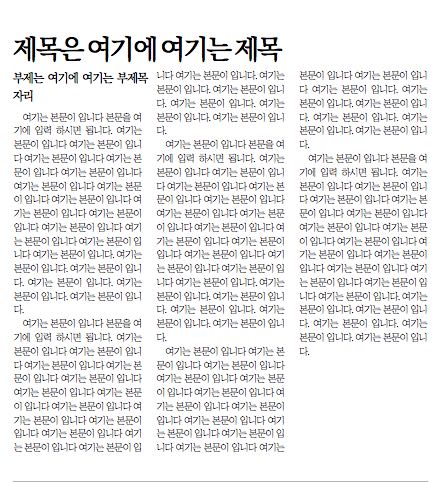 제목은 여기에 여기는 제목
부제는 여기에 여기는 부제목
자리
여기는 본문이 입니다 본문을 여
기에 입력 하시면 됩니다. 여기는
본문이 입니다 여기는 본문이 입니
다 여기는 본문이 입니다 여기는 본
문이 입니다 여기는 본문이 입니다
여기는 본문이 입니다 여기는 본문
이 입니다 여기는 본문이 입니다 여
기는 본문이 입니다 여기는 본문이
입니다 여기는 본문이 입니다 여기
는 본문이 입니다 여기는 본문이 입
니다 여기는 본문이 입니다. 여기는
본문이 입니다. 여기는 본문이 입니
다. 여기는 본문이 입니다. 여기는
본문이 입니다. 여기는 본문이 입니
다.
여기는 본문이 입니다 본문을 여
기에 입력 하시면 됩니다. 여기는
본문이 입니다 여기는 본문이 입니
다 여기는 본문이 입니다 여기는 본
문이 입니다 여기는 본문이 입니다
여기는 본문이 입니다 여기는 본문
이 입니다 여기는 본문이 입니다 여
기는 본문이 입니다 여기는 본문이
입니다 여기는 본문이 입니다 여기
는 본문이 입니다 여기는 본문이 입
니다 여기는 본문이 입니다. 여기는
본문이 입니다. 여기는 본문이 입니
다. 여기는 본문이 입니다. 여기는
본문이 입니다. 여기는 본문이 입니
다.
여기는 본문이 입니다 본문을 여
기에 입력 하시면 됩니다. 여기는
본문이 입니다 여기는 본문이 입니
다 여기는 본문이 입니다 여기는 본
문이 입니다 여기는 본문이 입니다
여기는 본문이 입니다 여기는 본문
이 입니다 여기는 본문이 입니다 여
기는 본문이 입니다 여기는 본문이
입니다 여기는 본문이 입니다 여기
는 본문이 입니다 여기는 본문이 입
니다 여기는 본문이 입니다. 여기는
본문이 입니다. 여기는 본문이 입니
다. 여기는 본문이 입니다. 여기는
본문이 입니다. 여기는 본문이 입니
다.
여기는 본문이 입니다 여기는 본
문이 입니다 여기는 본문이 입니다
여기는 본문이 입니다 여기는 본문
이 입니다 여기는 본문이 입니다 여
기는 본문이 입니다 여기는 본문이
입니다 여기는 본문이 입니다 여기
는 본문이 입니다 여기는 본문이 입
니다 여기는 본문이 입니다 여기는
본문이 입니다 여기는 본문이 입니
다 여기는 본문이 입니다. 여기는
본문이 입니다. 여기는 본문이 입니
다. 여기는 본문이 입니다. 여기는
본문이 입니다. 여기는 본문이 입니
다.
여기는 본문이 입니다 본문을 여
기에 입력 하시면 됩니다. 여기는
본문이 입니다 여기는 본문이 입니
다 여기는 본문이 입니다 여기는 본
문이 입니다 여기는 본문이 입니다
여기는 본문이 입니다 여기는 본문
이 입니다 여기는 본문이 입니다 여
기는 본문이 입니다 여기는 본문이
입니다 여기는 본문이 입니다 여기
는 본문이 입니다 여기는 본문이 입
니다 여기는 본문이 입니다. 여기는
본문이 입니다. 여기는 본문이 입니
다. 여기는 본문이 입니다. 여기는
본문이 입니다. 여기는 본문이 입니
다.